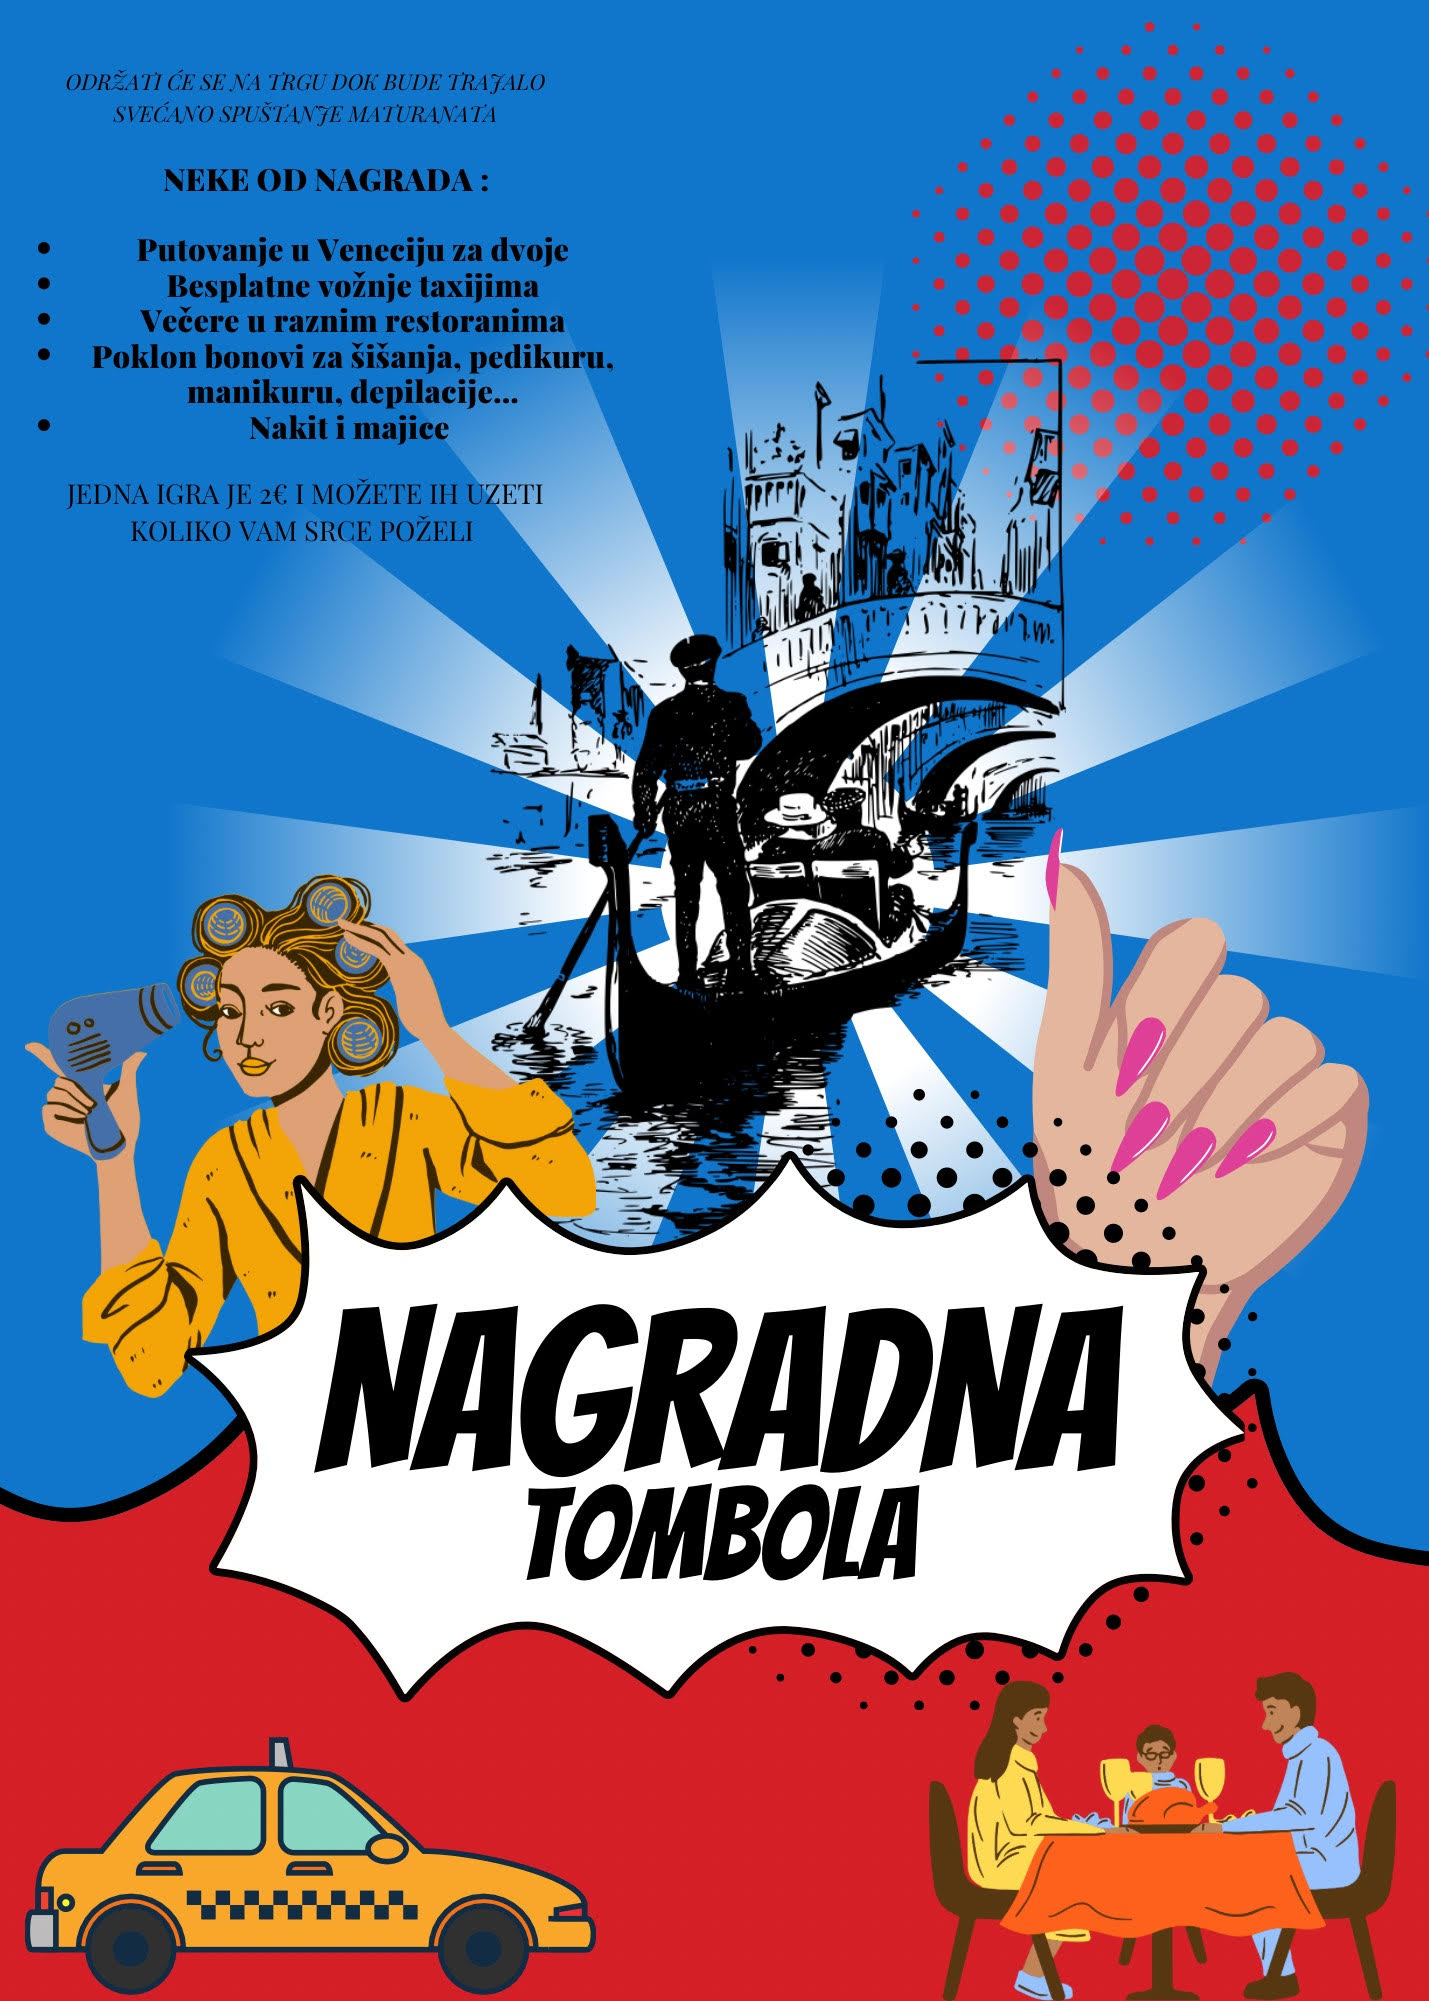 ODRŽATI ĆE SE NA TRGU DOK BUDE TRAJALO
SVEĆANO SPUŠTANJE MATURANATA
NEKE OD NAGRADA :
• Putovanje u Veneciju za dvoje
• Besplatne vožnje taxijima
• Večere u raznim restoranima
• Poklon bonovi za šišanja, pedikuru,
manikuru, depilacije...
• Nakit i majice
JEDNA IGRA JE 2€ I MOŽETE IH UZETI
KOLIKO VAM SRCE POŽELI
NAGRADNA
TOMBOLA